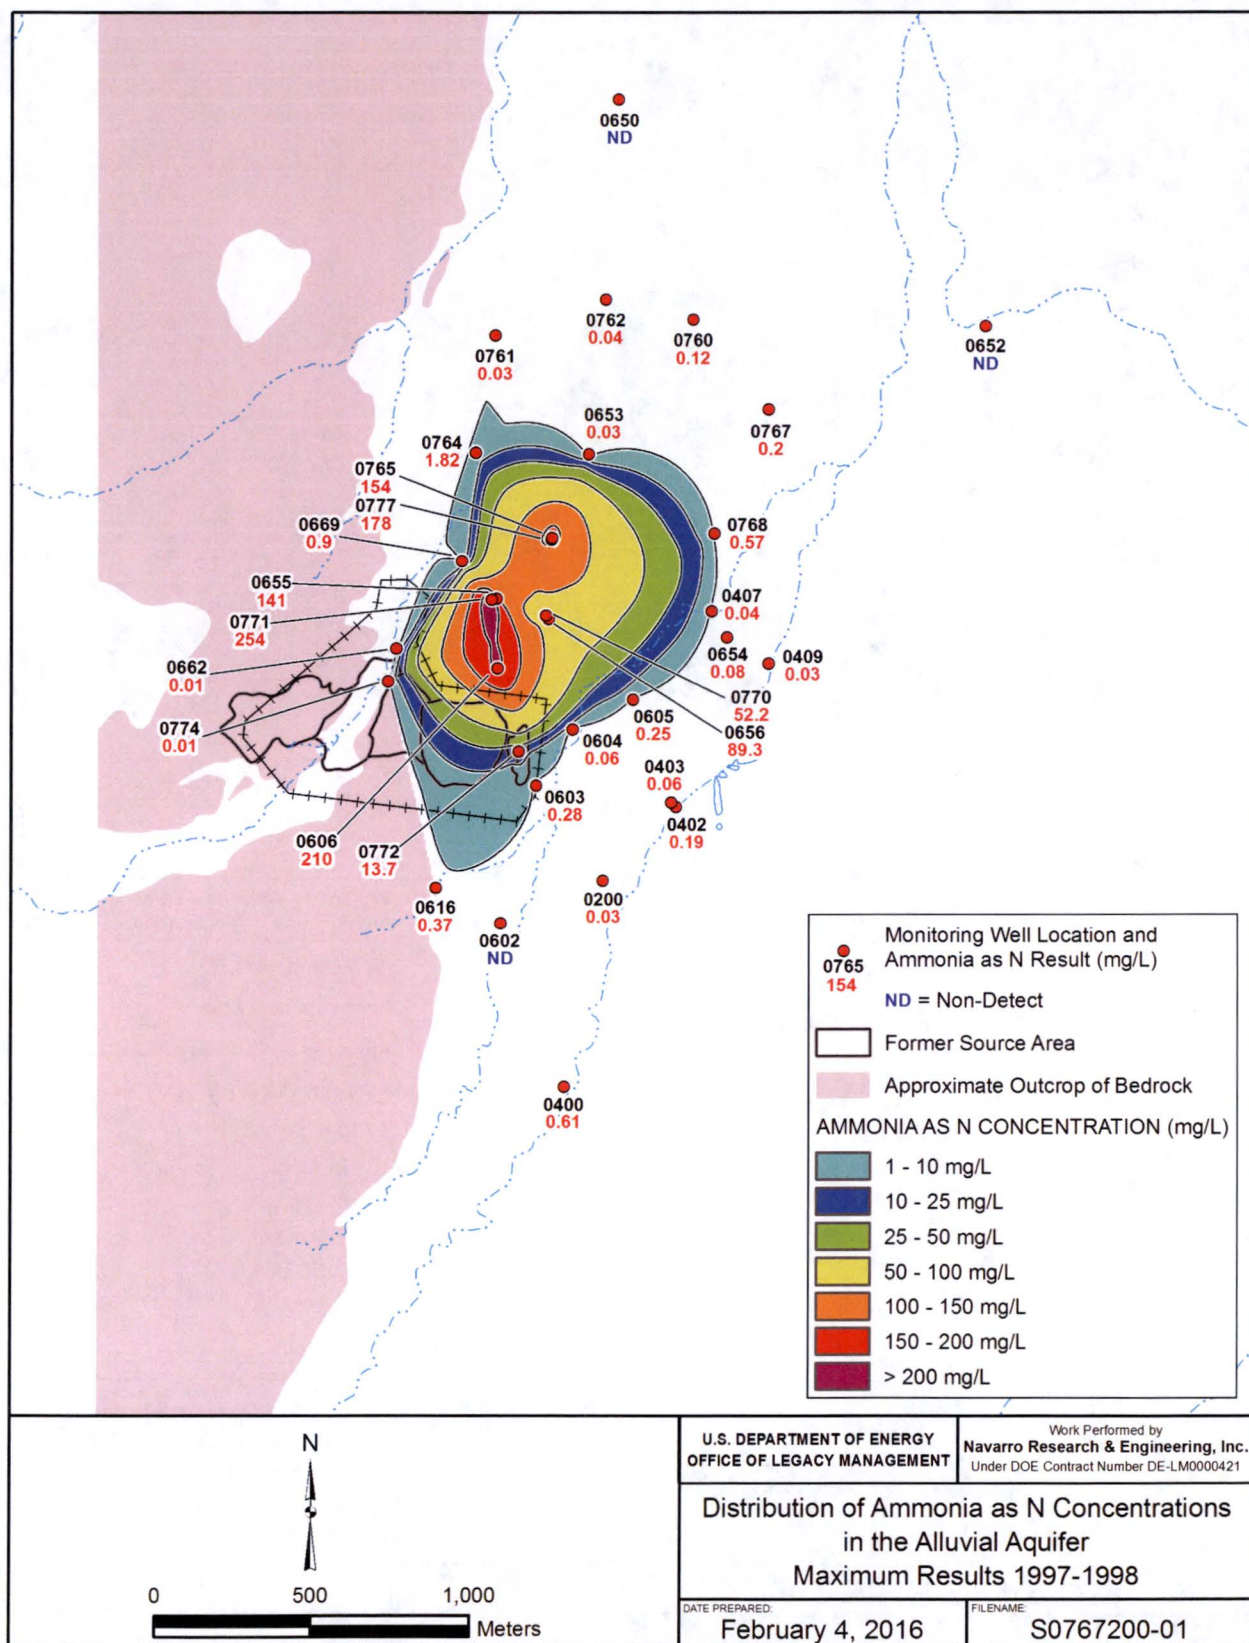 0650
ND
0762
0.04
0760
0.12
0652
ND
0761
0.03
0767
0.2
0653
0.03
0764
1.82
0765
154
0777
178
0669
0.9
0768
0.57
0655
141
0771
254
0407
0.04
0654
0.08
0409
0.03
0662
0.01
0770
52.2
0774
0.01
0605
0.25
0656
89.3
0604
0.06
0403
0.06
0603
0.28
0402
0.19
0606
210
0772
13.7
0616
0.37
0200
0.03
0602
ND
0400
0.61
Monitoring Well Location and
Ammonia as N Result (mg/L)
0765
154
ND = Non-Detect
Former Source Area
Approximate Outcrop of Bedrock
AMMONIA AS N CONCENTRATION (mg/L)
1 - 10 mg/L
10 - 25 mg/L
25 - 50 mg/L
50 - 100 mg/L
100 - 150 mg/L
150 - 200 mg/L
> 200 mg/L
N
0 500 1,000
Meters
U.S. DEPARTMENT OF ENERGY
OFFICE OF LEGACY MANAGEMENT
Work Performed by
Navarro Research & Engineering, Inc.
Under DOE Contract Number DE-LM0000421
Distribution of Ammonia as N Concentrations
in the Alluvial Aquifer
Maximum Results 1997-1998
DATE PREPARED:
February 4, 2016
FILENAME:
S0767200-01